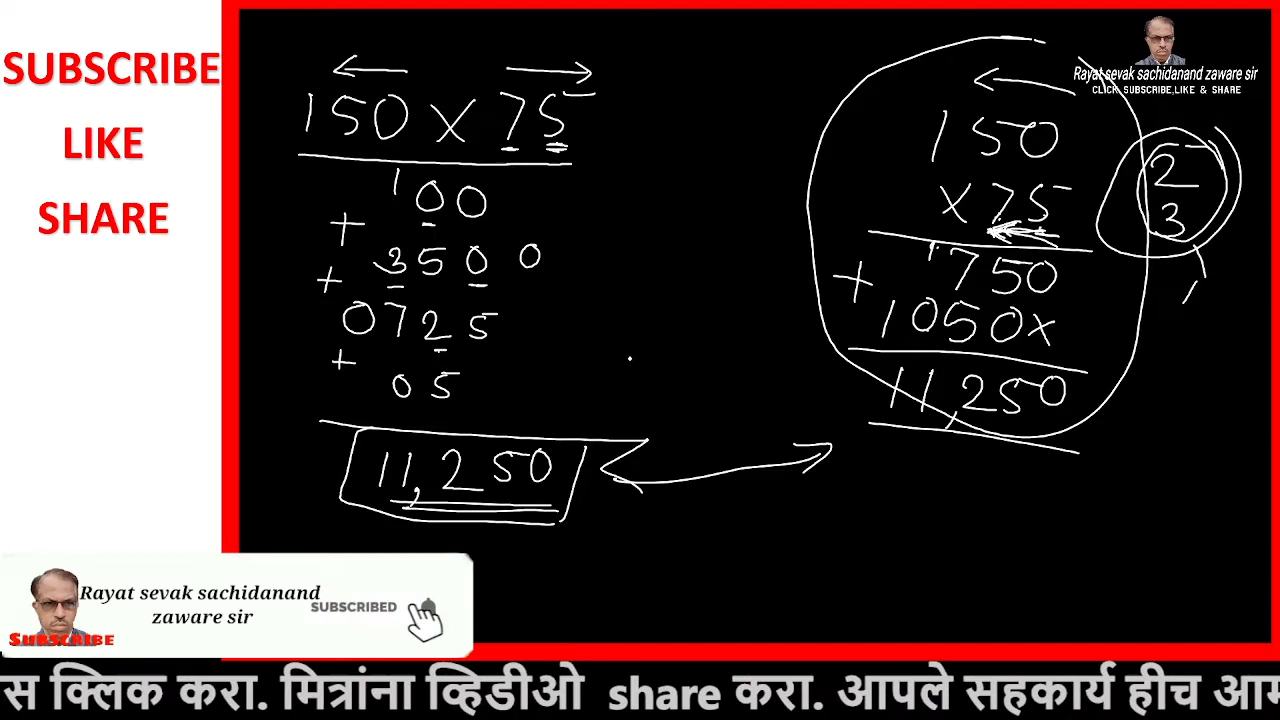 SUBSCRIBE
LIKE
SHARE
150 × 75
100
+
3500 0
+
0725
+
05
11,250
Rayat sevak sachidanand zaware sir
CLICK SUBSCRIBE,LIKE & SHARE
150
× 75
1750
+
1050×
11,250
2
3
Rayat sevak sachidanand
zaware sir
SUBSCRIBED
SUBSCRIBE
स क्लिक करा. मित्रांना व्हिडीओ share करा. आपले सहकार्य हीच